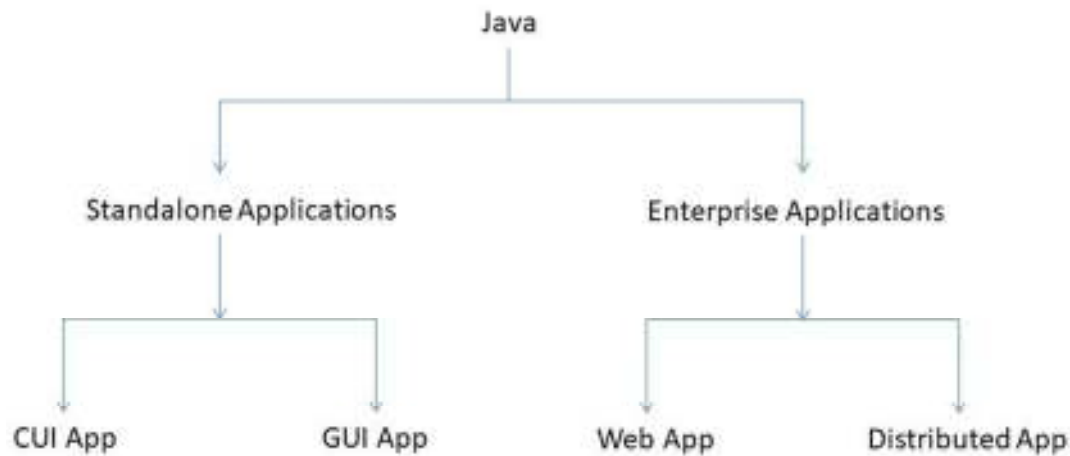 Java
Standalone Applications
Enterprise Applications
CUI App
GUI App
Web App
Distributed App